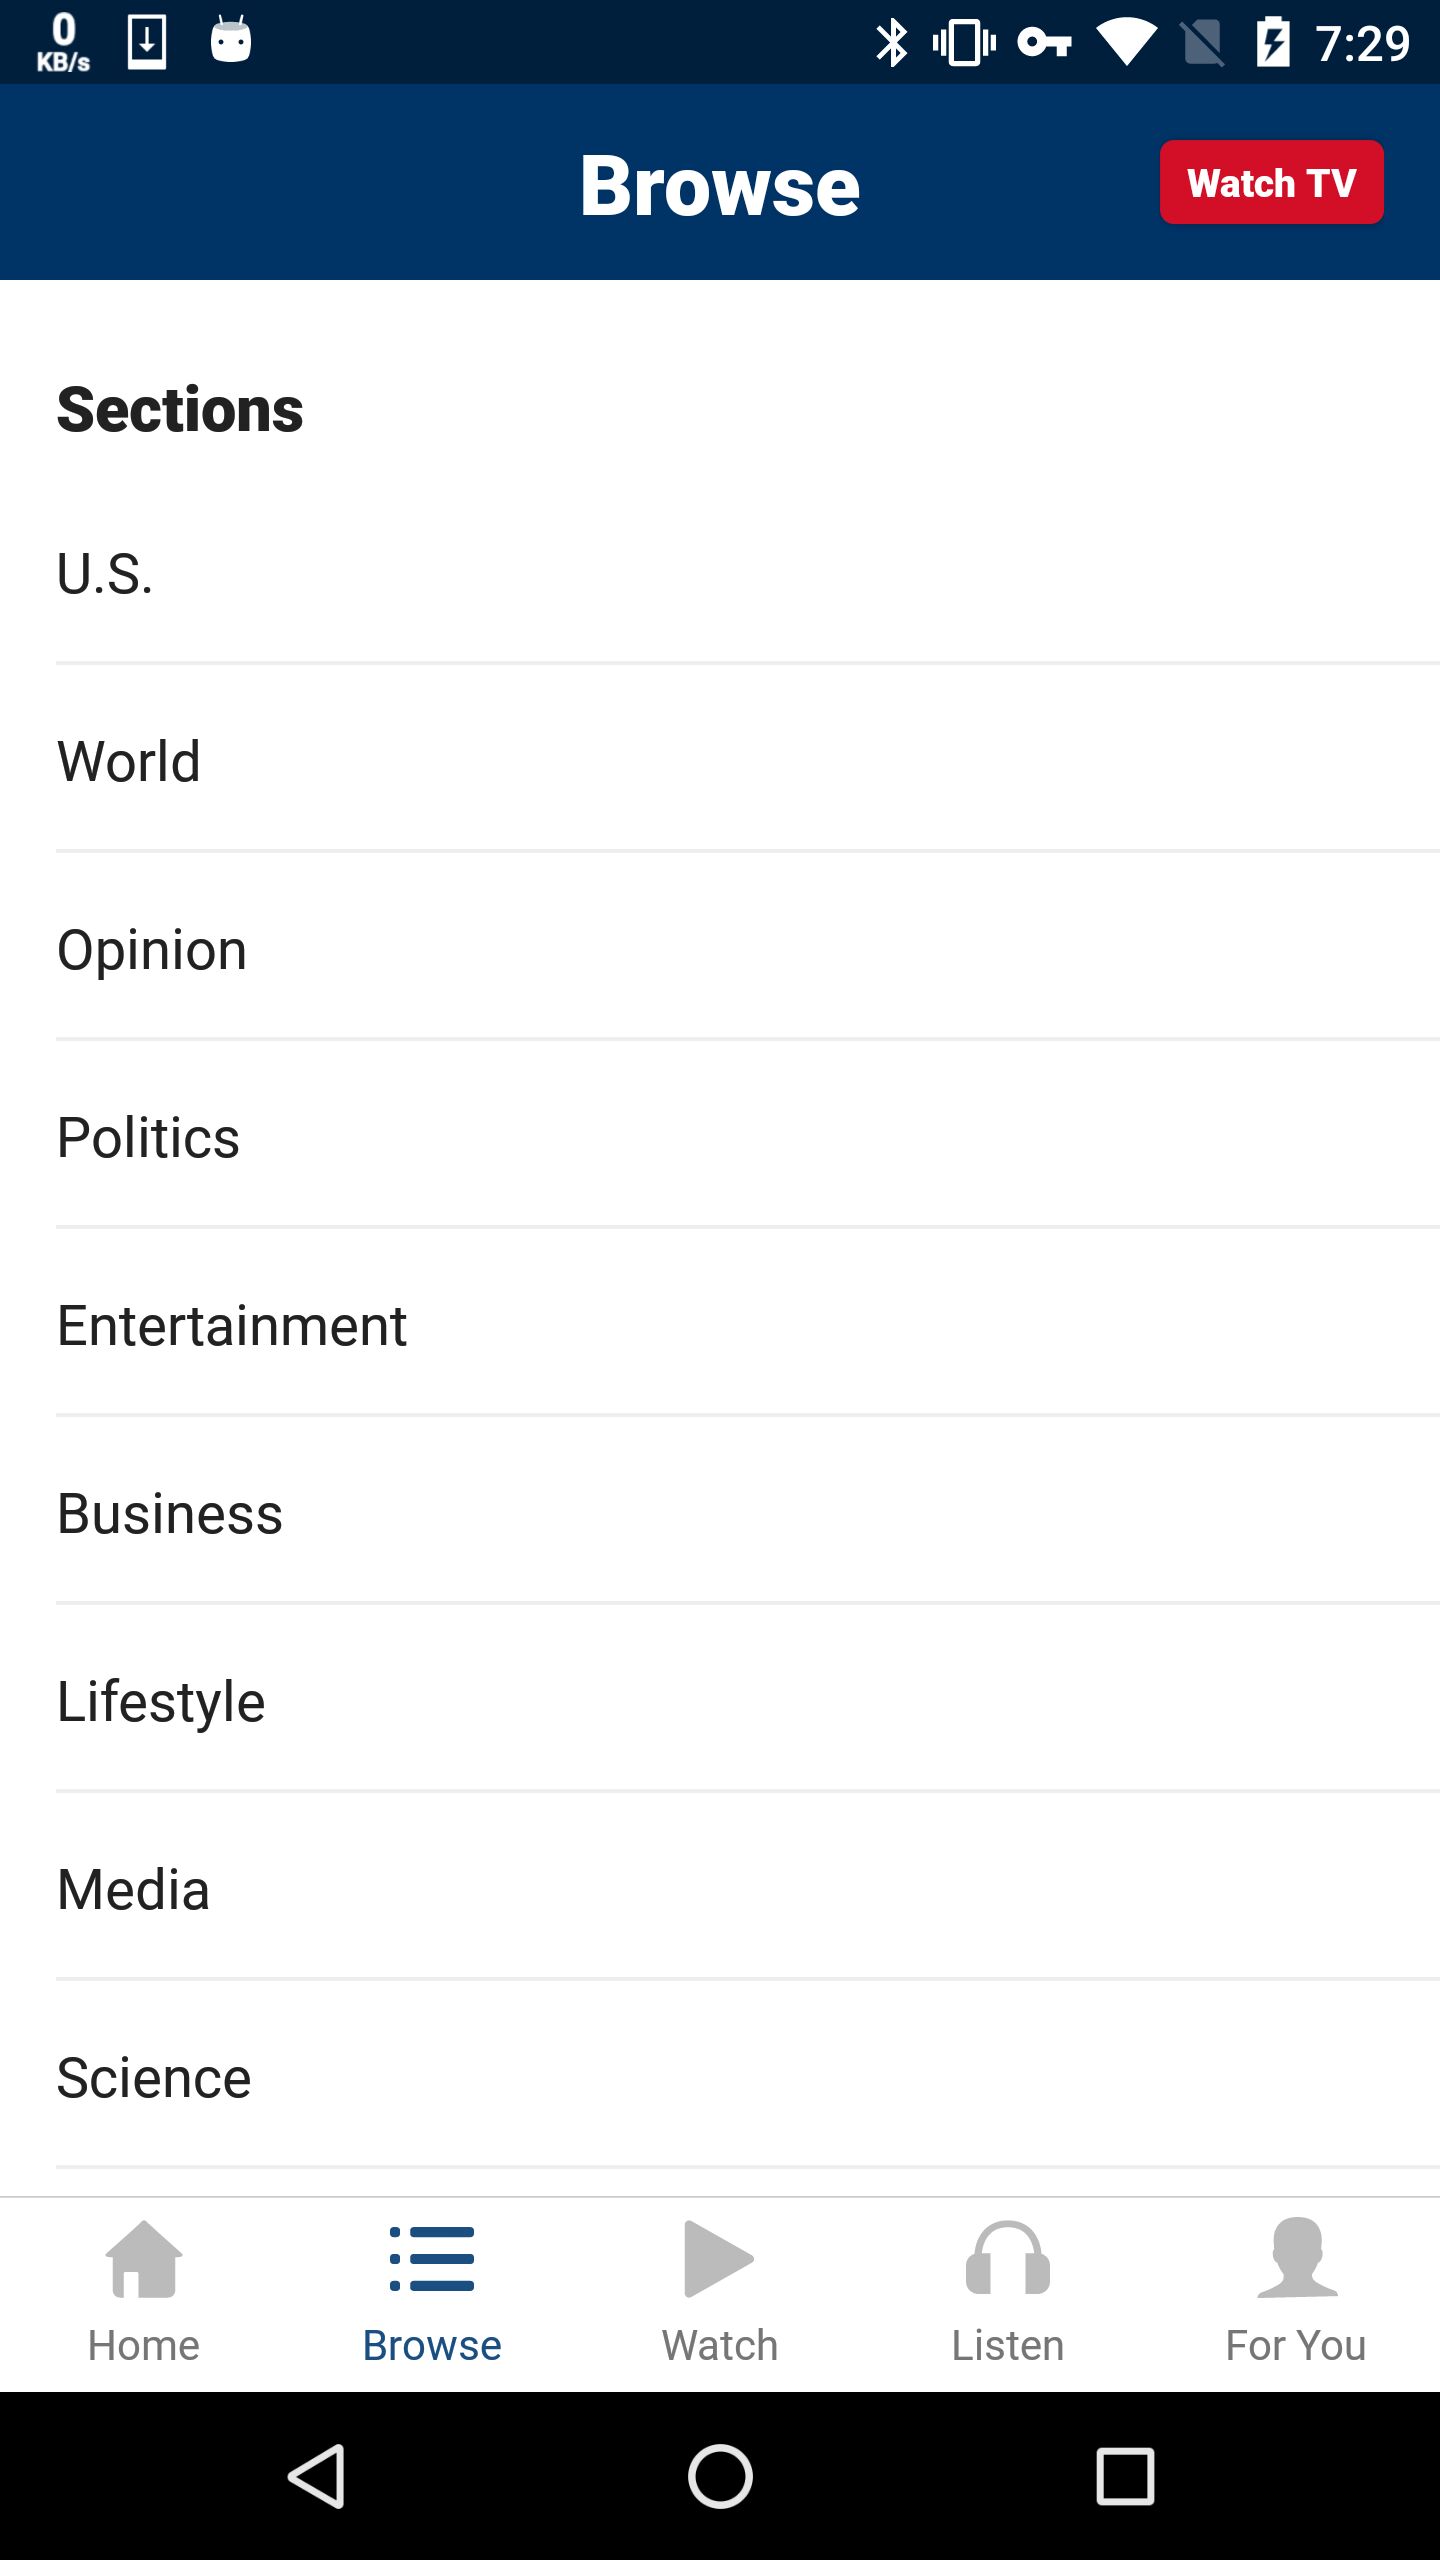 0
KB/s
7:29
Browse
Watch TV
Sections
U.S.
World
Opinion
Politics
Entertainment
Business
Lifestyle
Media
Science
Home
Browse
Watch
Listen
For You